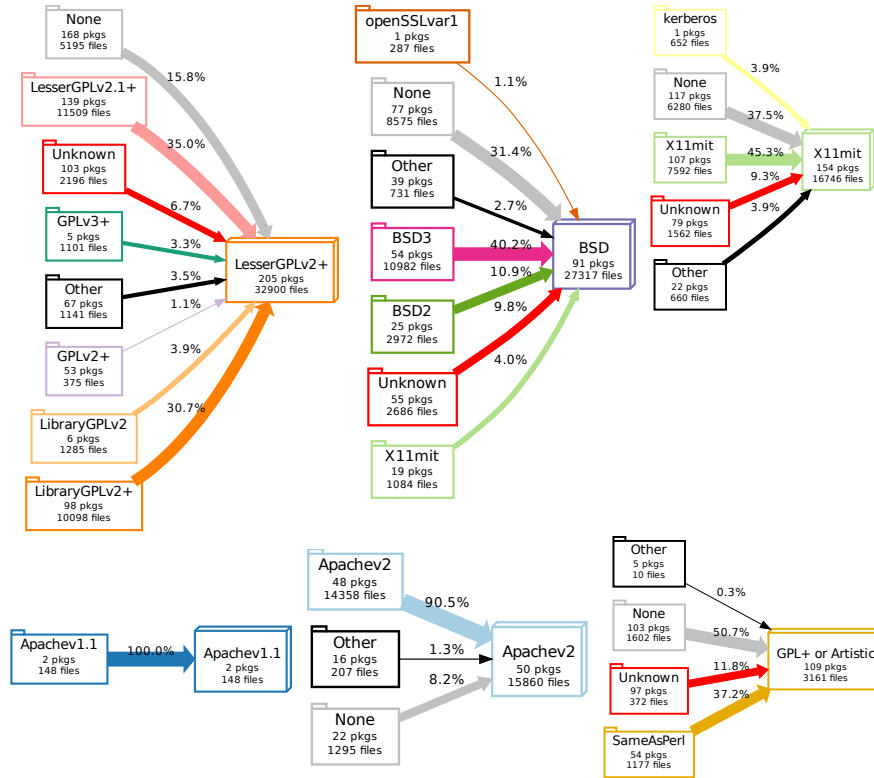 None
168 pkgs
5195 files
15.8%
LesserGPLv2.1+
139 pkgs
11509 files
35.0%
Unknown
103 pkgs
2196 files
6.7%
GPLv3+
5 pkgs
1101 files
3.3%
Other
67 pkgs
1141 files
3.5%
GPLv2+
53 pkgs
375 files
1.1%
LibraryGPLv2
6 pkgs
1285 files
3.9%
LibraryGPLv2+
98 pkgs
10098 files
30.7%
LesserGPLv2+
205 pkgs
32900 files
openSSLvar1
1 pkgs
287 files
1.1%
None
77 pkgs
8575 files
31.4%
Other
39 pkgs
731 files
2.7%
BSD3
54 pkgs
10982 files
40.2%
BSD2
25 pkgs
2972 files
10.9%
Unknown
55 pkgs
2686 files
9.8%
X11mit
19 pkgs
1084 files
4.0%
BSD
91 pkgs
27317 files
kerberos
1 pkgs
652 files
3.9%
None
117 pkgs
6280 files
37.5%
X11mit
107 pkgs
7592 files
45.3%
Unknown
79 pkgs
1562 files
9.3%
Other
22 pkgs
660 files
3.9%
X11mit
154 pkgs
16746 files
Apachev1.1
2 pkgs
148 files
100.0%
Apachev1.1
2 pkgs
148 files
Apachev2
48 pkgs
14358 files
90.5%
Other
16 pkgs
207 files
1.3%
None
22 pkgs
1295 files
8.2%
Apachev2
50 pkgs
15860 files
Other
5 pkgs
10 files
0.3%
None
103 pkgs
1602 files
50.7%
Unknown
97 pkgs
372 files
11.8%
SameAsPerl
54 pkgs
1177 files
37.2%
GPL+ or Artistic
109 pkgs
3161 files